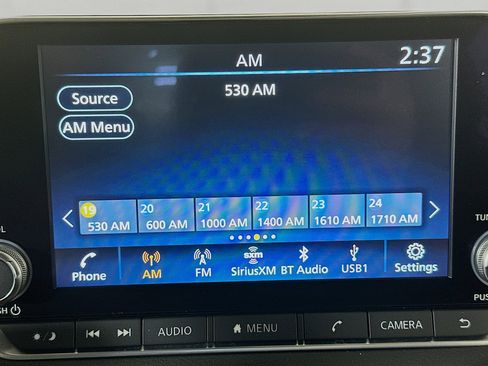 AM
2:37
Source
530 AM
AM Menu
19 20 21 22 23 24
530 AM 600 AM 1000 AM 1400 AM 1610 AM 1710 AM
Phone AM FM sxm SiriusXM BT Audio USB1 Settings
AUDIO MENU CAMERA